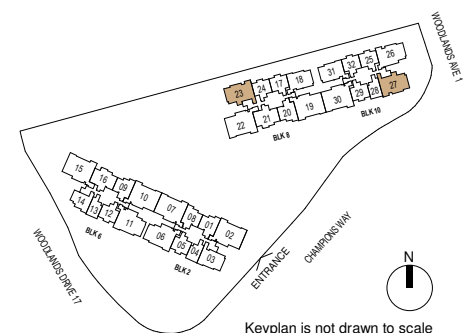 WOODLANDS AVE 1
23 24 17 18 31 32 25 26
22 21 20 19 30 29 28 27
BLK 8
BLK 10
15 16 09 10 07 08 01 02
14 13 12 11 06 05 04 03
BLK 6
BLK 2
WOODLANDS DRIVE 17
ENTRANCE
CHAMPIONS WAY
N
Keyplan is not drawn to scale